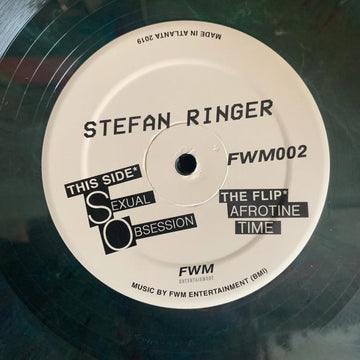 MADE IN ATLANTA 2019
STEFAN RINGER
FWM002
THIS SIDE*
SEXUAL
OBSESSION
THE FLIP*
AFROTINE
TIME
FWM
ENTERTAINMENT
MUSIC BY FWM ENTERTAINMENT (BMI)